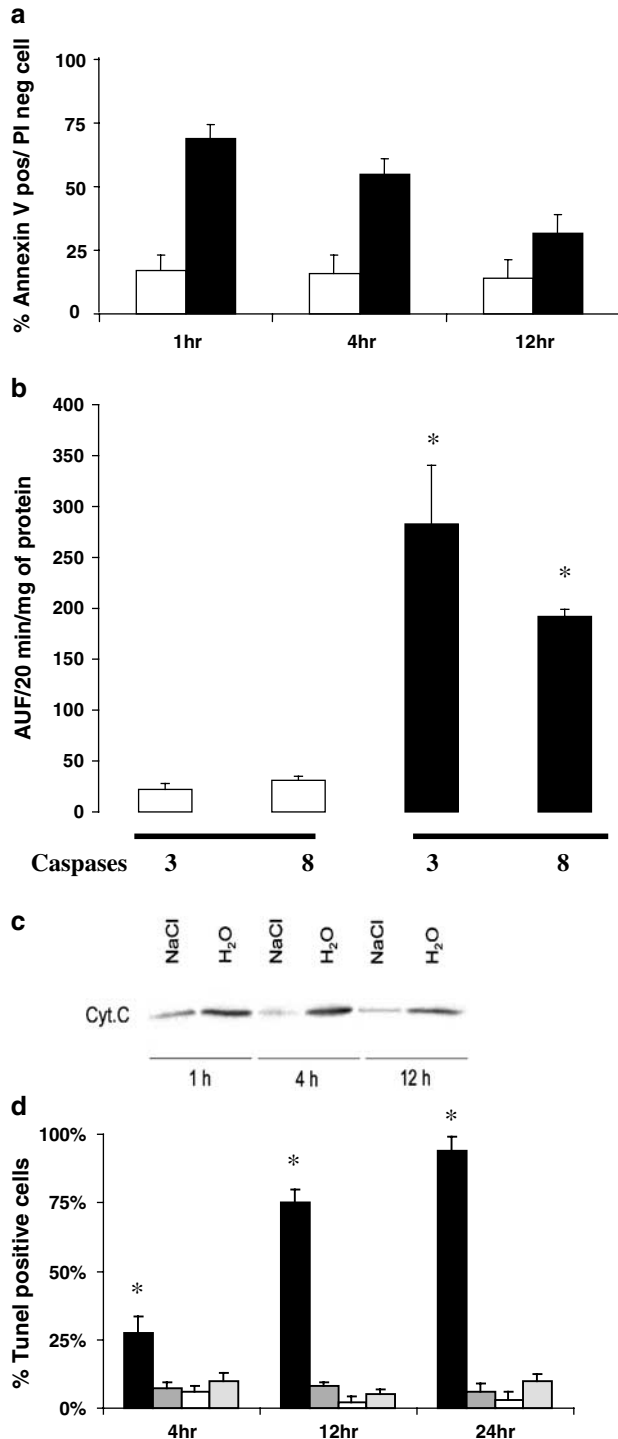 a
% Annexin V pos/ PI neg cell
100
75
50
25
0
1hr 4hr 12hr
b
AUF/20 min/mg of protein
400
350
300
250
200
150
100
50
0
* *
Caspases 3 8 3 8
c
NaCl H₂O NaCl H₂O NaCl H₂O
Cyt.C
1 h 4 h 12 h
d
% Tunel positive cells
100%
75%
50%
25%
0%
* * *
4hr 12hr 24hr